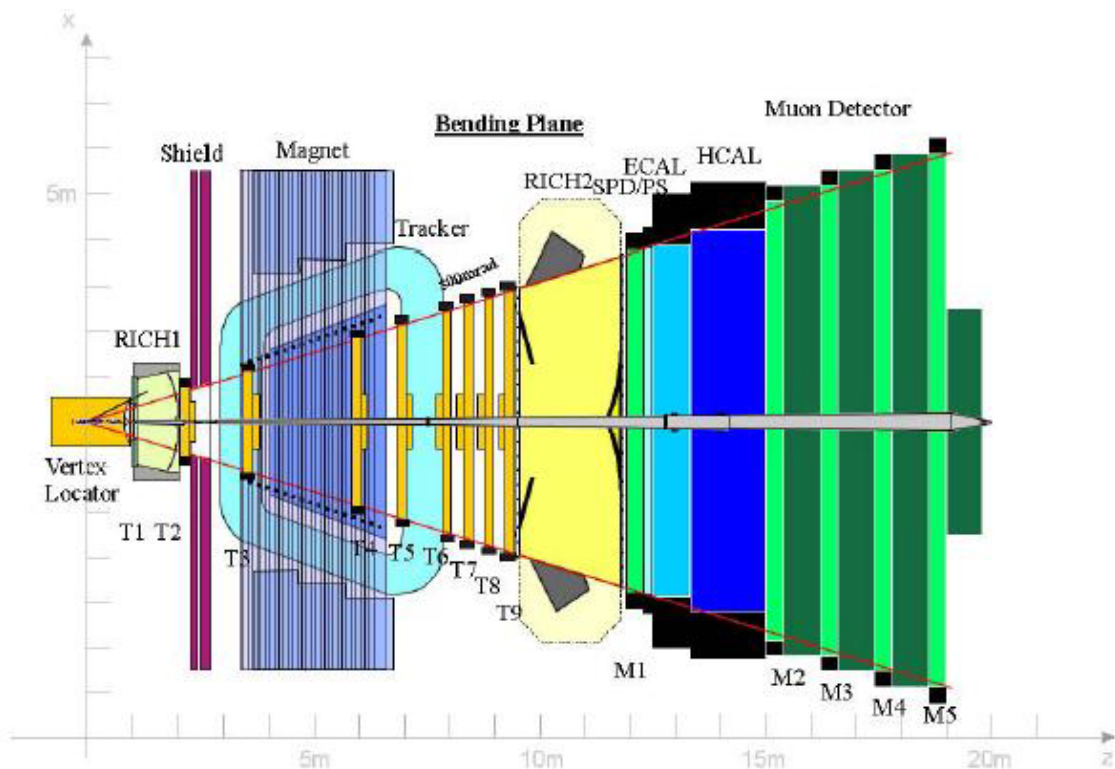 x
Muon Detector
Bending Plane
Shield
Magnet
ECAL
HCAL
RICH2
SPD/PS
5m
Tracker
RICH1
Vertex
Locator
T1
T2
T3
T4
T5
T6
T7
T8
T9
M1
M2
M3
M4
M5
5m
10m
15m
20m
z